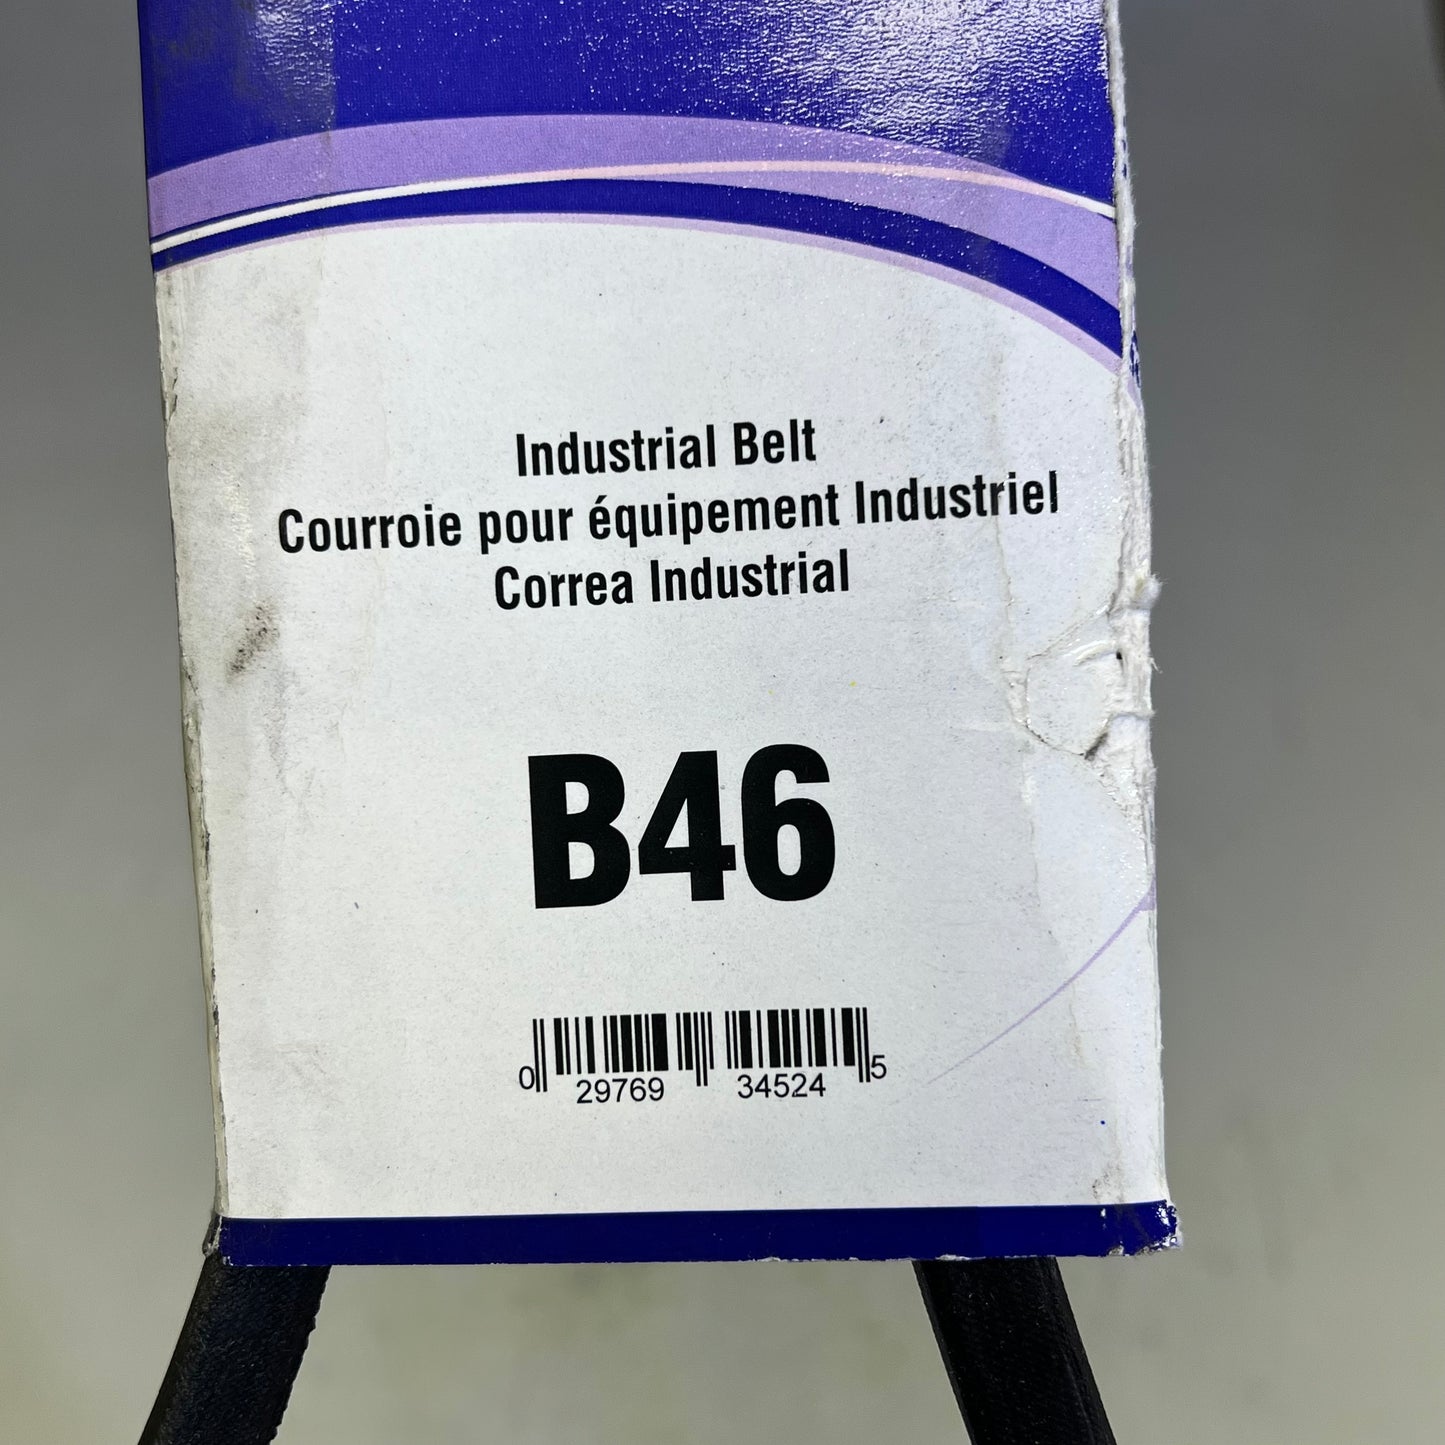 Industrial Belt
Courroie pour équipement Industriel
Correa Industrial
B46
0 29769 34524 5